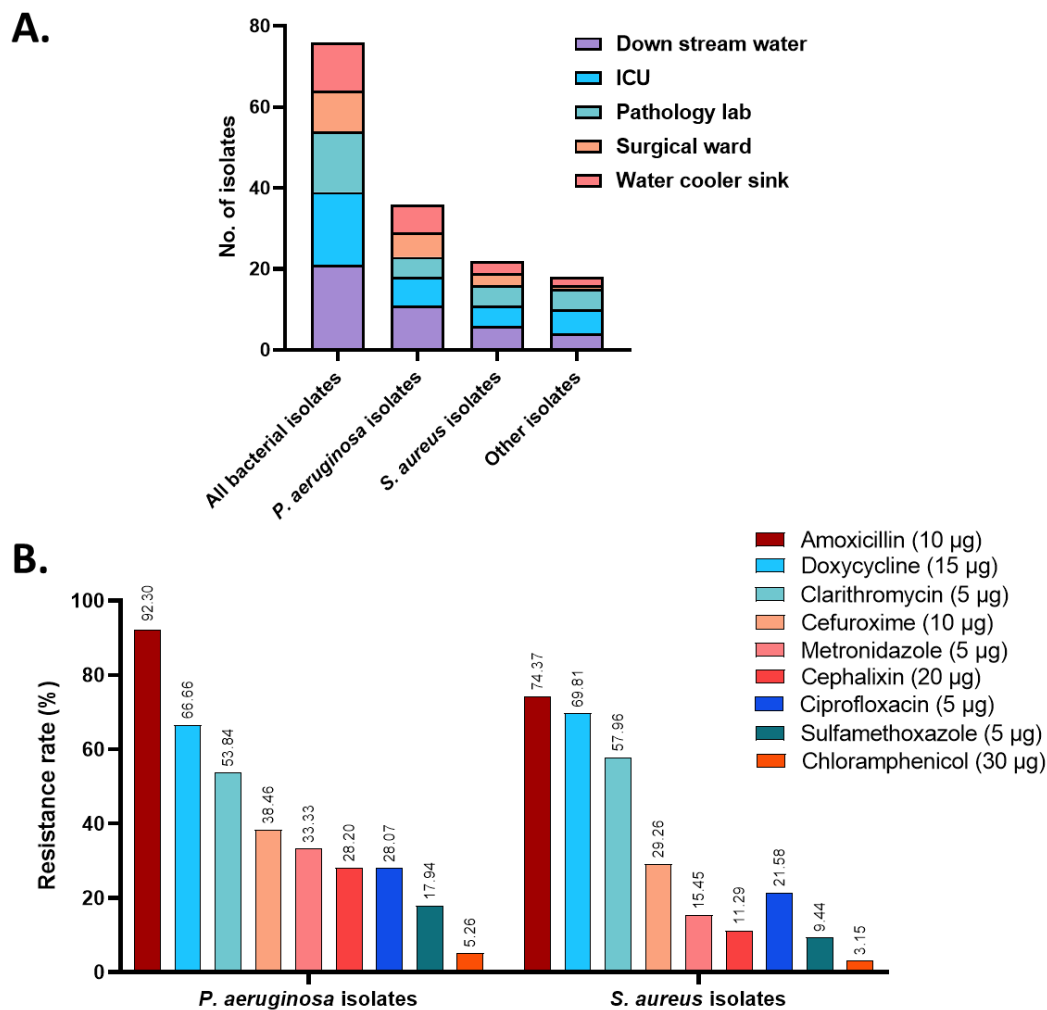 A.
80
60
40
20
0
No. of isolates
Down stream water
ICU
Pathology lab
Surgical ward
Water cooler sink
All bacterial isolates
P. aeruginosa isolates
S. aureus isolates
Other isolates
B.
Amoxicillin (10 µg)
Doxycycline (15 µg)
Clarithromycin (5 µg)
Cefuroxime (10 µg)
Metronidazole (5 µg)
Cephalixin (20 µg)
Ciprofloxacin (5 µg)
Sulfamethoxazole (5 µg)
Chloramphenicol (30 µg)
100
80
60
40
20
0
Resistance rate (%)
92.30
66.66
53.84
38.46
33.33
28.20
28.07
17.94
5.26
74.37
69.81
57.96
29.26
15.45
11.29
21.58
9.44
3.15
P. aeruginosa isolates
S. aureus isolates